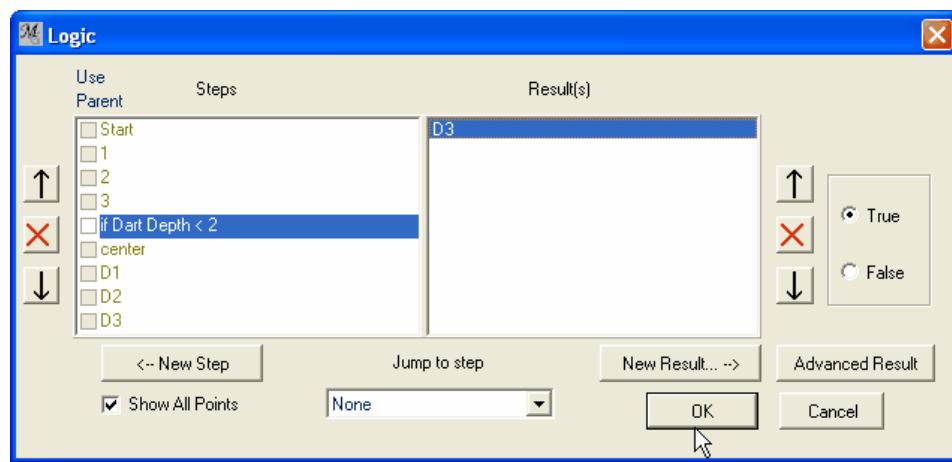 Logic
Use
Parent
Steps
Result(s)
Start
1
2
3
if Dart Depth < 2
center
D1
D2
D3
D3
True
False
<-- New Step
Jump to step
New Result... -->
Advanced Result
Show All Points
None
OK
Cancel